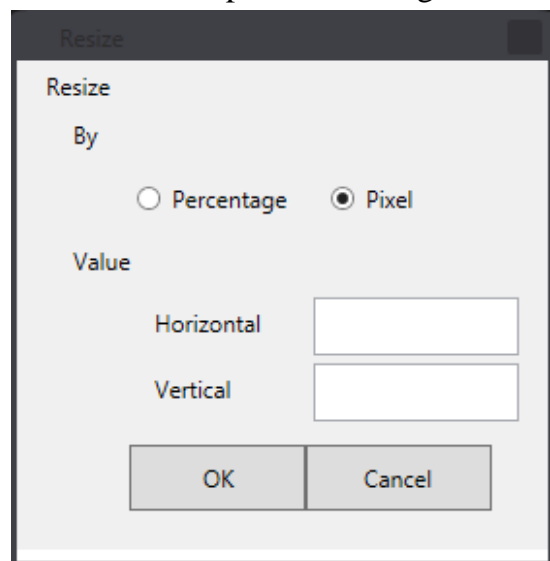 Resize
Resize
By
Percentage Pixel
Value
Horizontal
Vertical
OK Cancel